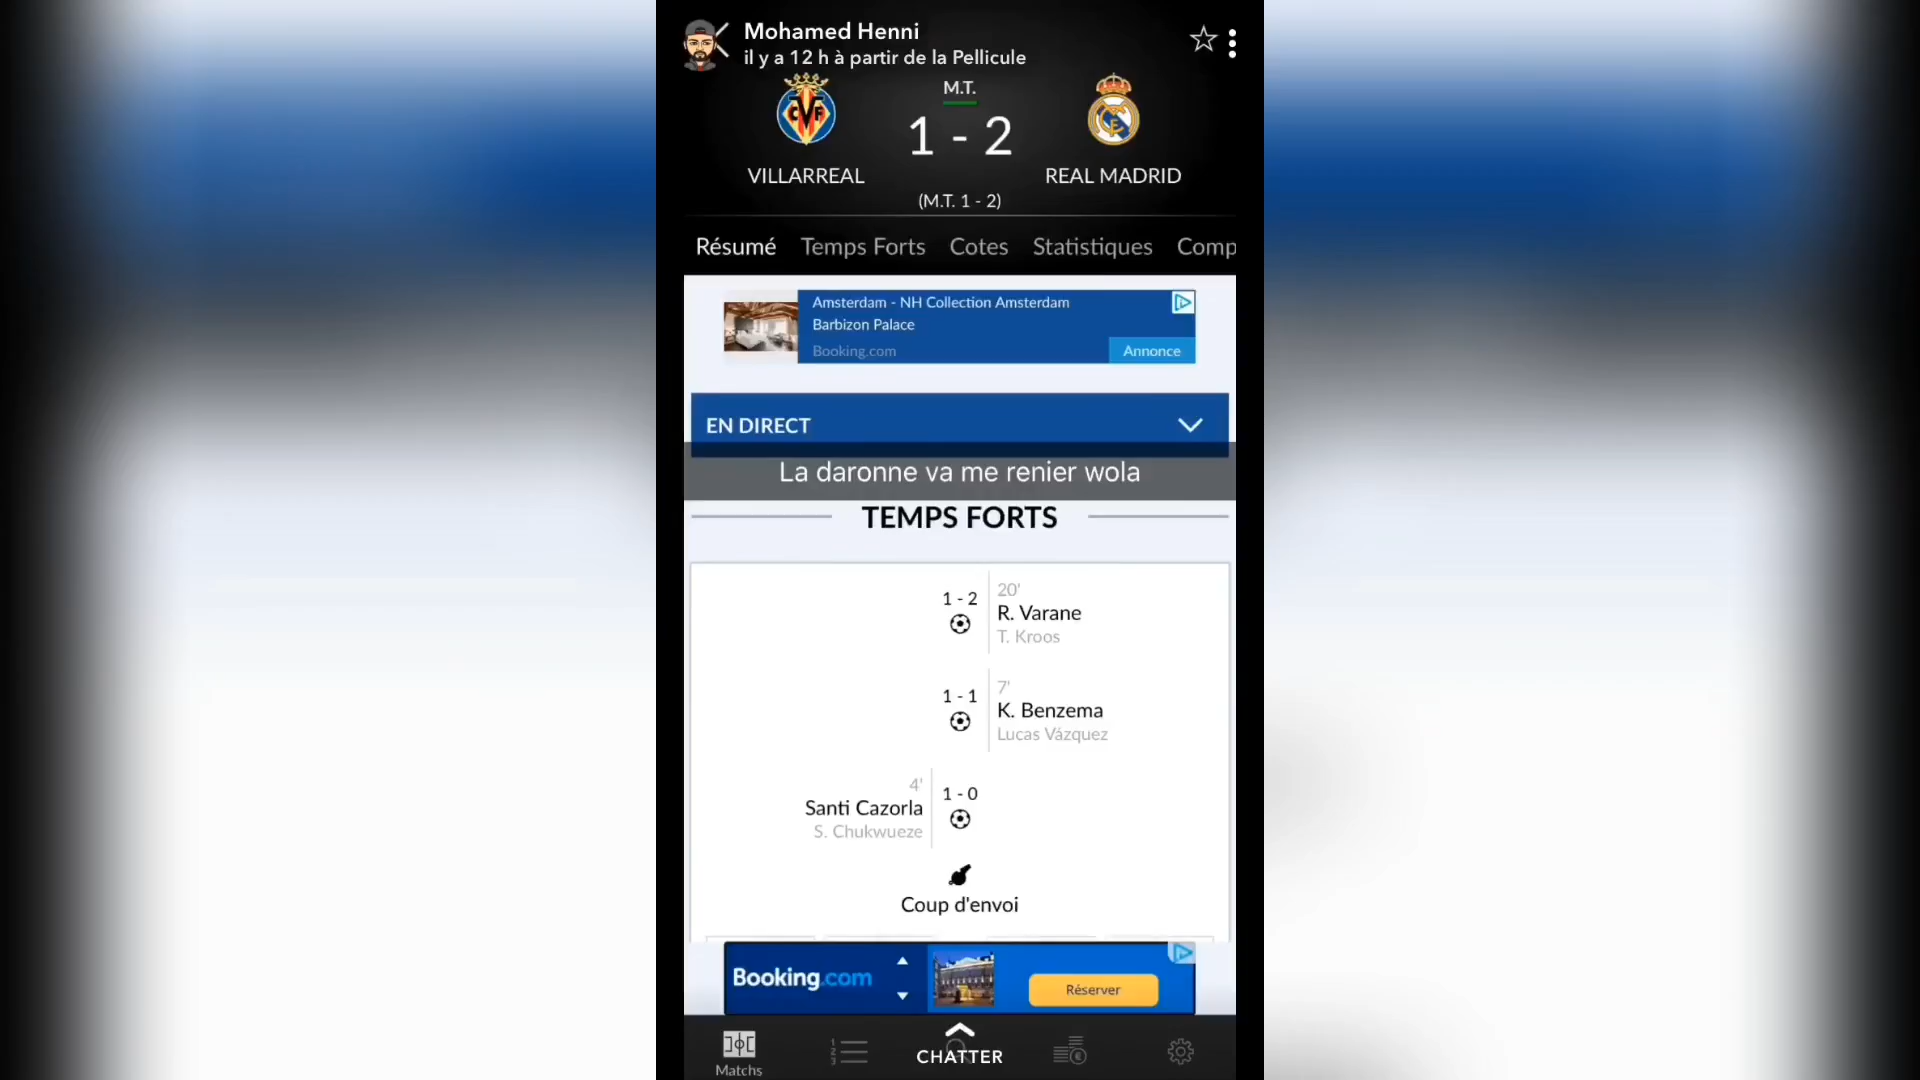 Mohamed Henni
il y a 12 h à partir de la Pellicule
M.T.
1 - 2
VILLARREAL
REAL MADRID
(M.T. 1 - 2)
Résumé Temps Forts Cotes Statistiques Comp
Amsterdam - NH Collection Amsterdam
Barbizon Palace
Booking.com
Annonce
EN DIRECT
La daronne va me renier wola
TEMPS FORTS
20'
1 - 2
R. Varane
T. Kroos
7'
1 - 1
K. Benzema
Lucas Vázquez
4'
1 - 0
Santi Cazorla
S. Chukwueze
Coup d'envoi
Booking.com
Réserver
CHATTER
Matchs